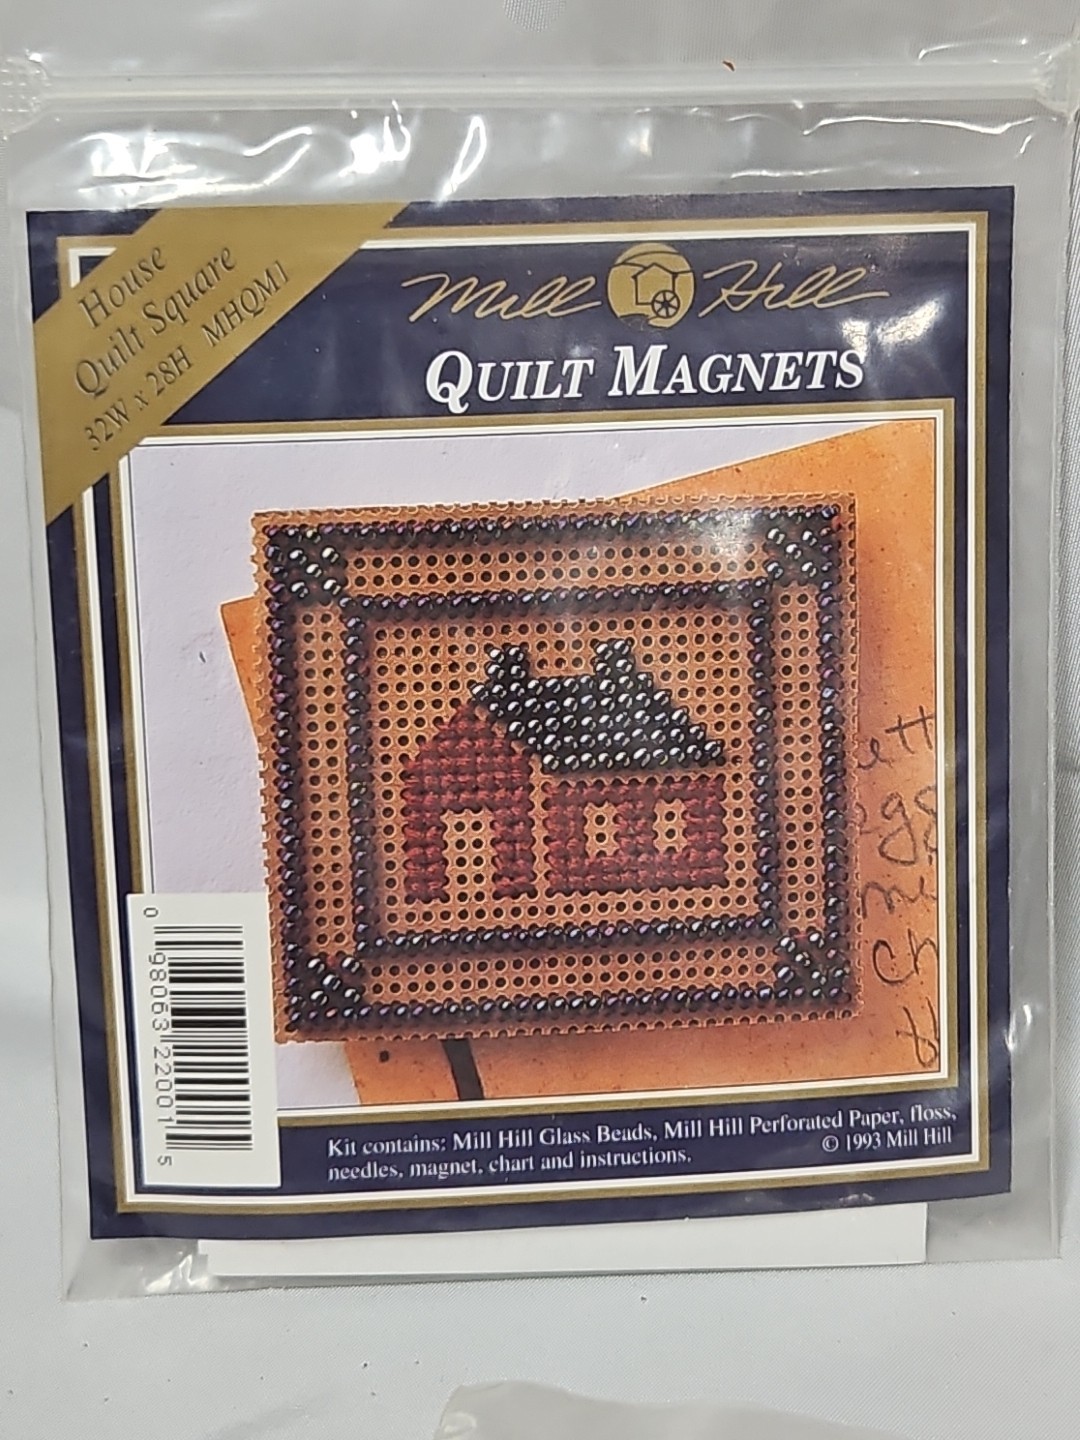 House
Quilt Square
32W x 28H MHQM1
Mill Hill
QUILT MAGNETS
0 98063 22001 5
Kit contains: Mill Hill Glass Beads, Mill Hill Perforated Paper, floss,
needles, magnet, chart and instructions.
© 1993 Mill Hill